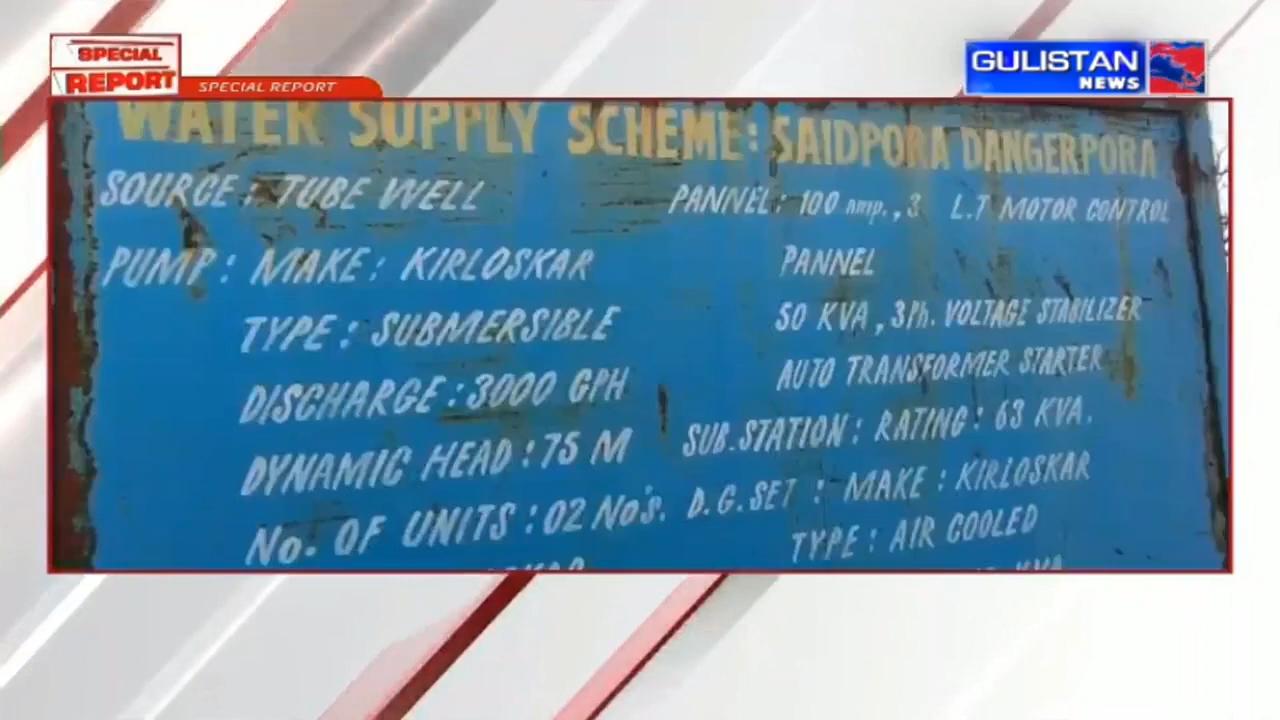 SPECIAL
REPORT
SPECIAL REPORT
GULISTAN
NEWS
WATER SUPPLY SCHEME: SAIDPORA DANGERPORA
SOURCE: TUBE WELL
PUMP: MAKE: KIRLOSKAR
TYPE: SUBMERSIBLE
DISCHARGE: 3000 GPH
DYNAMIC HEAD: 75 M
No. OF UNITS: 02 No's.
PANNEL: 100 amp., 3 L.T MOTOR CONTROL
PANNEL
50 KVA, 3Ph. VOLTAGE STABILIZER
AUTO TRANSFORMER STARTER
SUB.STATION: RATING: 63 KVA.
D.G.SET: MAKE: KIRLOSKAR
TYPE: AIR COOLED
KVA